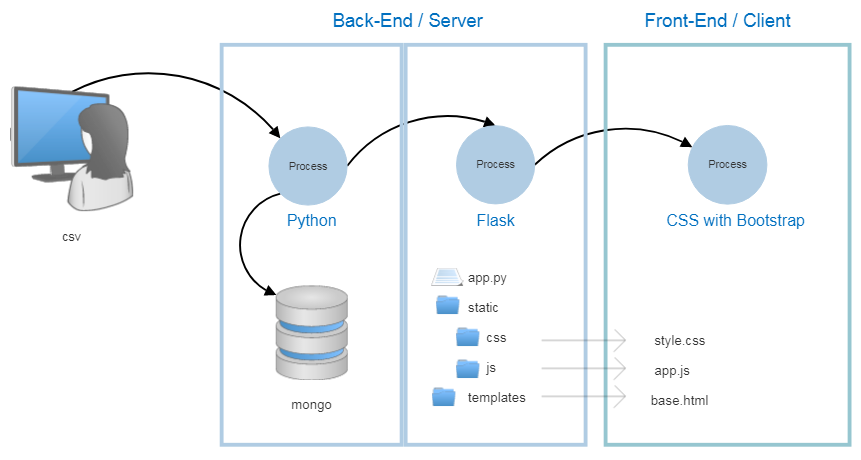 Back-End / Server
Front-End / Client
Process
Process
Process
Python
Flask
CSS with Bootstrap
csv
app.py
static
css
style.css
js
app.js
templates
base.html
mongo